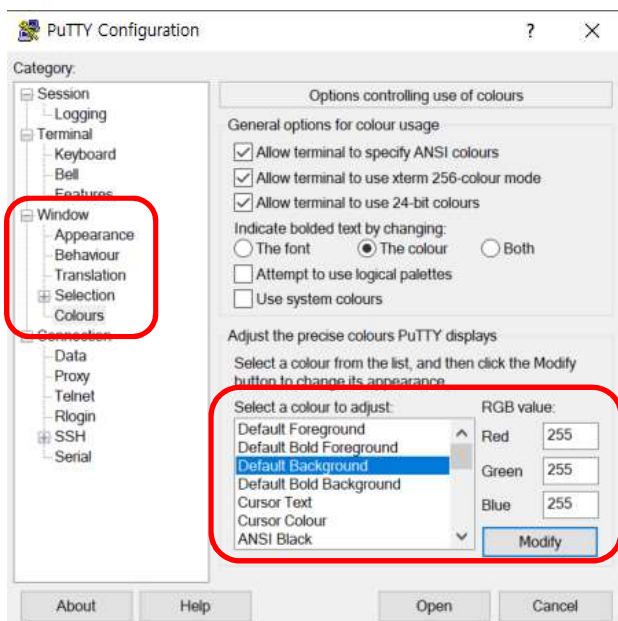 PuTTY Configuration
?
Category:
Session
Logging
Terminal
Keyboard
Bell
Features
Window
Appearance
Behaviour
Translation
Selection
Colours
Connection
Data
Proxy
Telnet
Rlogin
SSH
Serial
Options controlling use of colours
General options for colour usage
Allow terminal to specify ANSI colours
Allow terminal to use xterm 256-colour mode
Allow terminal to use 24-bit colours
Indicate bolded text by changing:
The font The colour Both
Attempt to use logical palettes
Use system colours
Adjust the precise colours PuTTY displays
Select a colour from the list, and then click the Modify
button to change its appearance.
Select a colour to adjust:
Default Foreground
Default Bold Foreground
Default Background
Default Bold Background
Cursor Text
Cursor Colour
ANSI Black
RGB value:
Red 255
Green 255
Blue 255
Modify
About Help Open Cancel